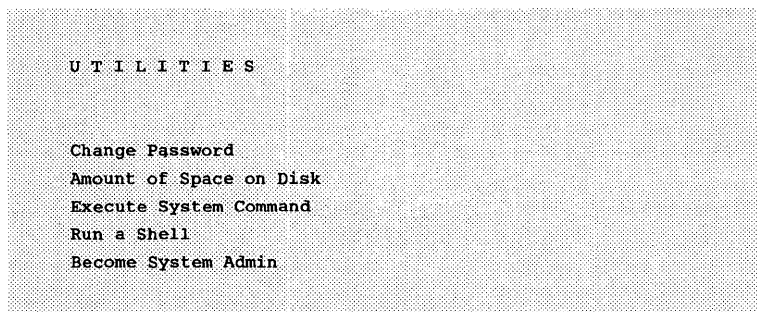 U T I L I T I E S
Change Password
Amount of Space on Disk
Execute System Command
Run a Shell
Become System Admin